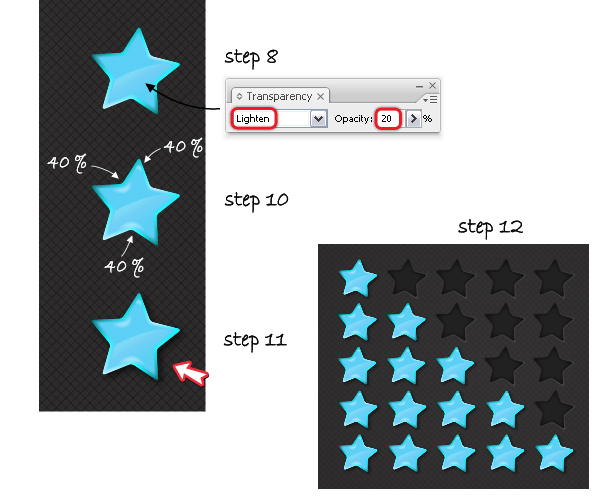 step 8
Transparency
Lighten
Opacity: 20 %
40 %
40 %
step 10
40 %
step 12
step 11